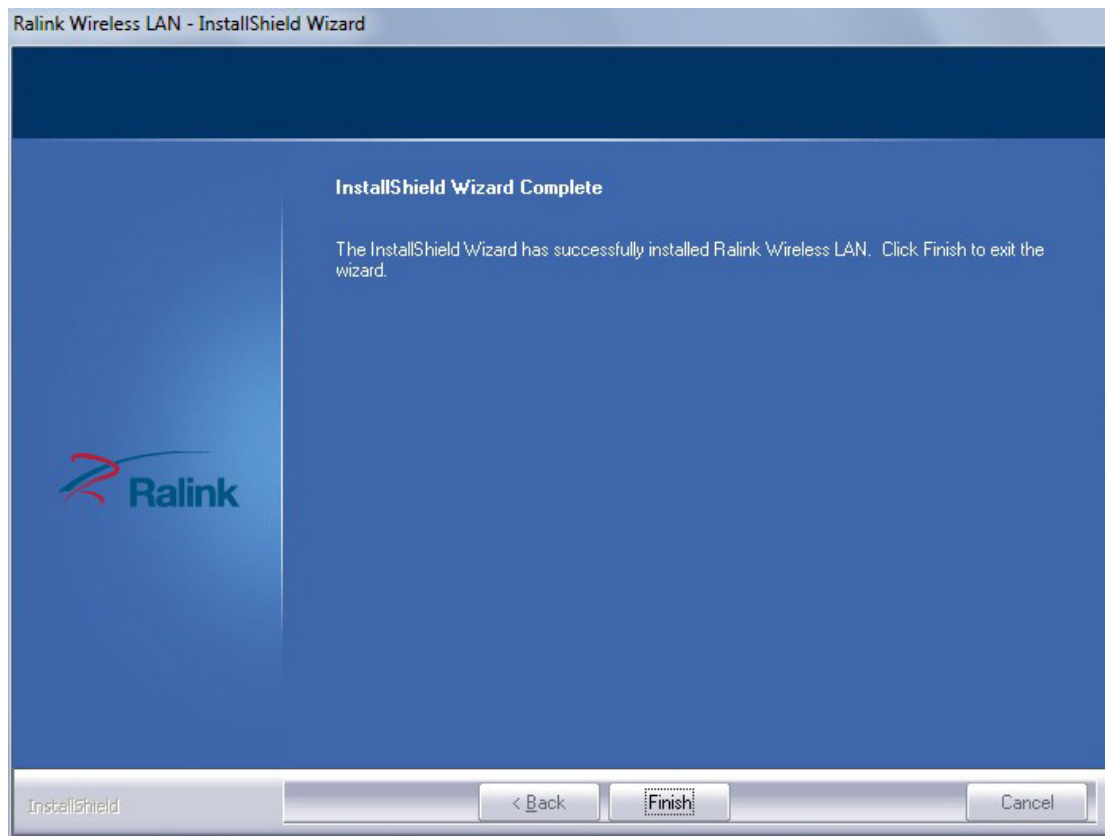 Ralink Wireless LAN - InstallShield Wizard
InstallShield Wizard Complete
The InstallShield Wizard has successfully installed Ralink Wireless LAN. Click Finish to exit the
wizard.
Ralink
InstallShield
< Back
Finish
Cancel